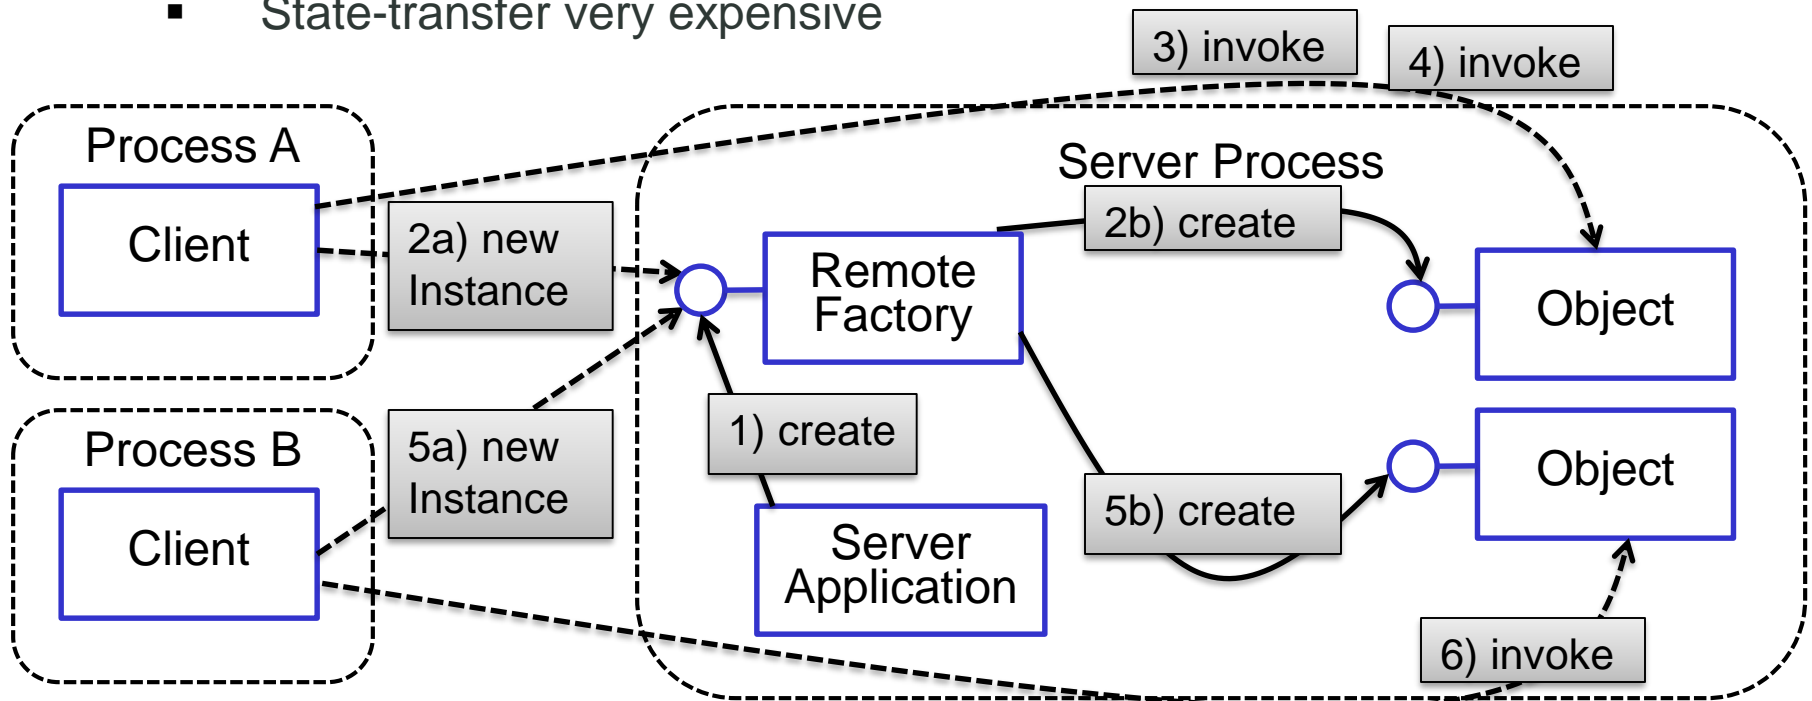 ▪ State-transfer very expensive
3) invoke
4) invoke
Process A
Client
2a) new
Instance
Server Process
2b) create
Remote
Factory
Object
Process B
Client
5a) new
Instance
1) create
Server
Application
5b) create
Object
6) invoke